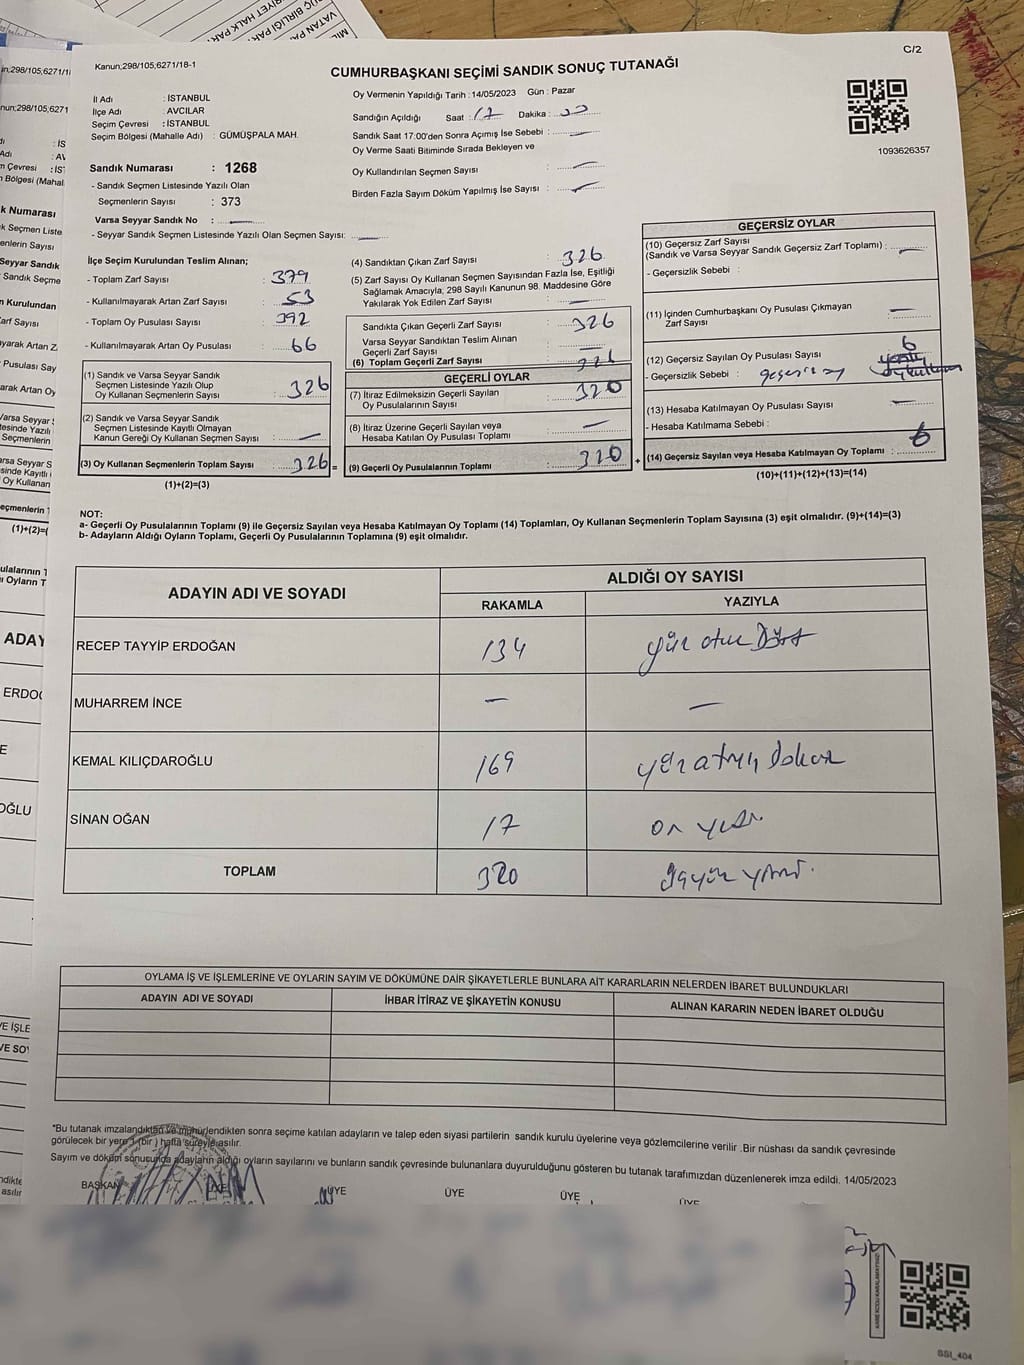 C/2
Kanun;298/105,6271/18-1
CUMHURBAŞKANI SEÇİMİ SANDIK SONUÇ TUTANAĞI
İl Adı : İSTANBUL
İlçe Adı : AVCILAR
Seçim Çevresi : İSTANBUL
Seçim Bölgesi (Mahalle Adı) : GÜMÜŞPALA MAH.
Oy Vermenin Yapıldığı Tarih :14/05/2023 Gün : Pazar
Sandığın Açıldığı Saat : 17 Dakika :
Sandık Saat 17:00'den Sonra Açımış İse Sebebi : —
Oy Verme Saati Bitiminde Sırada Bekleyen ve
Oy Kullandırılan Seçmen Sayısı : —
Birden Fazla Sayım Döküm Yapılmış İse Sayısı :
1093626357
Sandık Numarası : 1268
- Sandık Seçmen Listesinde Yazılı Olan
Seçmenlerin Sayısı : 373
Varsa Seyyar Sandık No : —
- Seyyar Sandık Seçmen Listesinde Yazılı Olan Seçmen Sayısı: —
İlçe Seçim Kurulundan Teslim Alınan;
- Toplam Zarf Sayısı : 379
- Kullanılmayarak Artan Zarf Sayısı : 53
- Toplam Oy Pusulası Sayısı : 392
- Kullanılmayarak Artan Oy Pusulası : 66
(1) Sandık ve Varsa Seyyar Sandık
Seçmen Listesinde Yazılı Olup
Oy Kullanan Seçmenlerin Sayısı : 326
(2) Sandık ve Varsa Seyyar Sandık
Seçmen Listesinde Kayıtlı Olmayan
Kanun Gereği Oy Kullanan Seçmen Sayısı : —
(3) Oy Kullanan Seçmenlerin Toplam Sayısı : 326 =
(1)+(2)=(3)
(4) Sandıktan Çıkan Zarf Sayısı : 326
(5) Zarf Sayısı Oy Kullanan Seçmen Sayısından Fazla İse, Eşitliği
Sağlamak Amacıyla, 298 Sayılı Kanunun 98. Maddesine Göre
Yakılarak Yok Edilen Zarf Sayısı : —
Sandıkta Çıkan Geçerli Zarf Sayısı : 326
Varsa Seyyar Sandıktan Teslim Alınan
Geçerli Zarf Sayısı : —
(6) Toplam Geçerli Zarf Sayısı : 326
GEÇERLİ OYLAR
(7) İtiraz Edilmeksizin Geçerli Sayılan
Oy Pusulalarının Sayısı : 320
(8) İtiraz Üzerine Geçerli Sayılan veya
Hesaba Katılan Oy Pusulası Toplamı : —
(9) Geçerli Oy Pusulalarının Toplamı : 320 +
GEÇERSİZ OYLAR
(10) Geçersiz Zarf Sayısı
(Sandık ve Varsa Seyyar Sandık Geçersiz Zarf Toplamı) : —
- Geçersizlik Sebebi :
(11) İçinden Cumhurbaşkanı Oy Pusulası Çıkmayan
Zarf Sayısı : —
(12) Geçersiz Sayılan Oy Pusulası Sayısı : 6
- Geçersizlik Sebebi : geçersiz oy
(13) Hesaba Katılmayan Oy Pusulası Sayısı : —
- Hesaba Katılmama Sebebi :
(14) Geçersiz Sayılan veya Hesaba Katılmayan Oy Toplamı : 6
(10)+(11)+(12)+(13)=(14)
NOT:
a- Geçerli Oy Pusulalarının Toplamı (9) ile Geçersiz Sayılan veya Hesaba Katılmayan Oy Toplamı (14) Toplamları, Oy Kullanan Seçmenlerin Toplam Sayısına (3) eşit olmalıdır. (9)+(14)=(3)
b- Adayların Aldığı Oyların Toplamı, Geçerli Oy Pusulalarının Toplamına (9) eşit olmalıdır.
ADAYIN ADI VE SOYADI
ALDIĞI OY SAYISI
RAKAMLA YAZIYLA
RECEP TAYYİP ERDOĞAN 134 yüz otuz Dört
MUHARREM İNCE — —
KEMAL KILIÇDAROĞLU 169 yüz atmış Dokuz
SİNAN OĞAN 17 on yedi
TOPLAM 320 üçyüz yirmi.
OYLAMA İŞ VE İŞLEMLERİNE VE OYLARIN SAYIM VE DÖKÜMÜNE DAİR ŞİKAYETLERLE BUNLARA AİT KARARLARIN NELERDEN İBARET BULUNDUKLARI
ADAYIN ADI VE SOYADI İHBAR İTİRAZ VE ŞİKAYETİN KONUSU ALINAN KARARIN NEDEN İBARET OLDUĞU
"Bu tutanak imzalandıktan ve mühürlendikten sonra seçime katılan adayların ve talep eden siyasi partilerin sandık kurulu üyelerine veya gözlemcilerine verilir .Bir nüshası da sandık çevresinde
görülecek bir yere 1 (bir ) hafta süreyle asılır.
Sayım ve döküm sonucunda adayların aldığı oyların sayılarını ve bunların sandık çevresinde bulunanlara duyurulduğunu gösteren bu tutanak tarafımızdan düzenlenerek imza edildi. 14/05/2023
BAŞKAN ÜYE ÜYE ÜYE ÜYE ÜYE
SSL_404